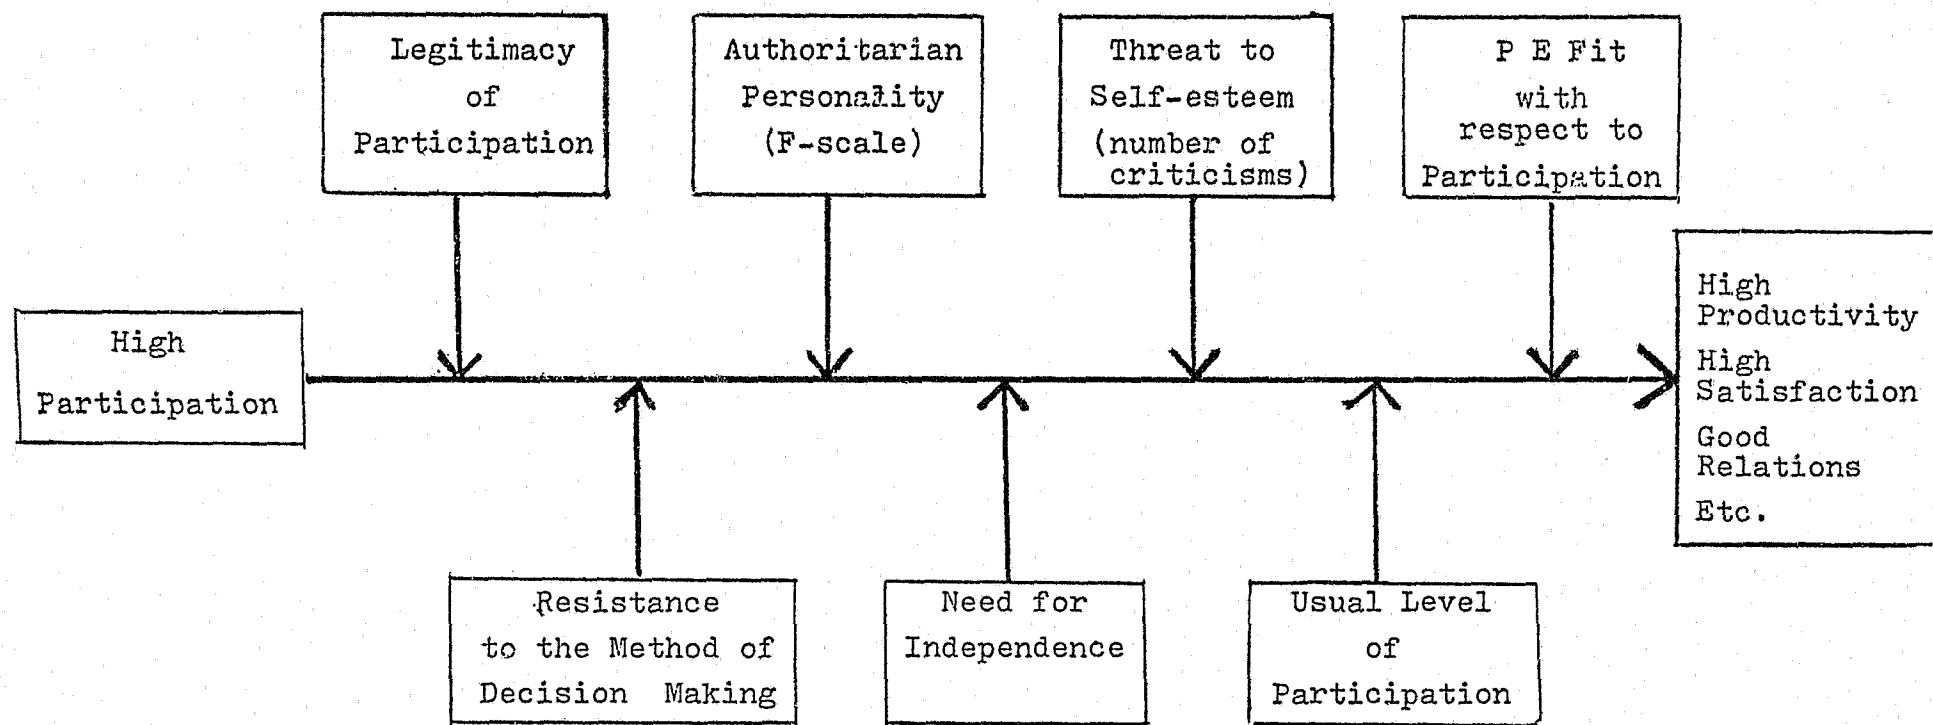 Legitimacy
of
Participation
Authoritarian
Personality
(F-scale)
Threat to
Self-esteem
(number of
criticisms)
P E Fit
with
respect to
Participation
High
Participation
High
Productivity
High
Satisfaction
Good
Relations
Etc.
Resistance
to the Method of
Decision Making
Need for
Independence
Usual Level
of
Participation